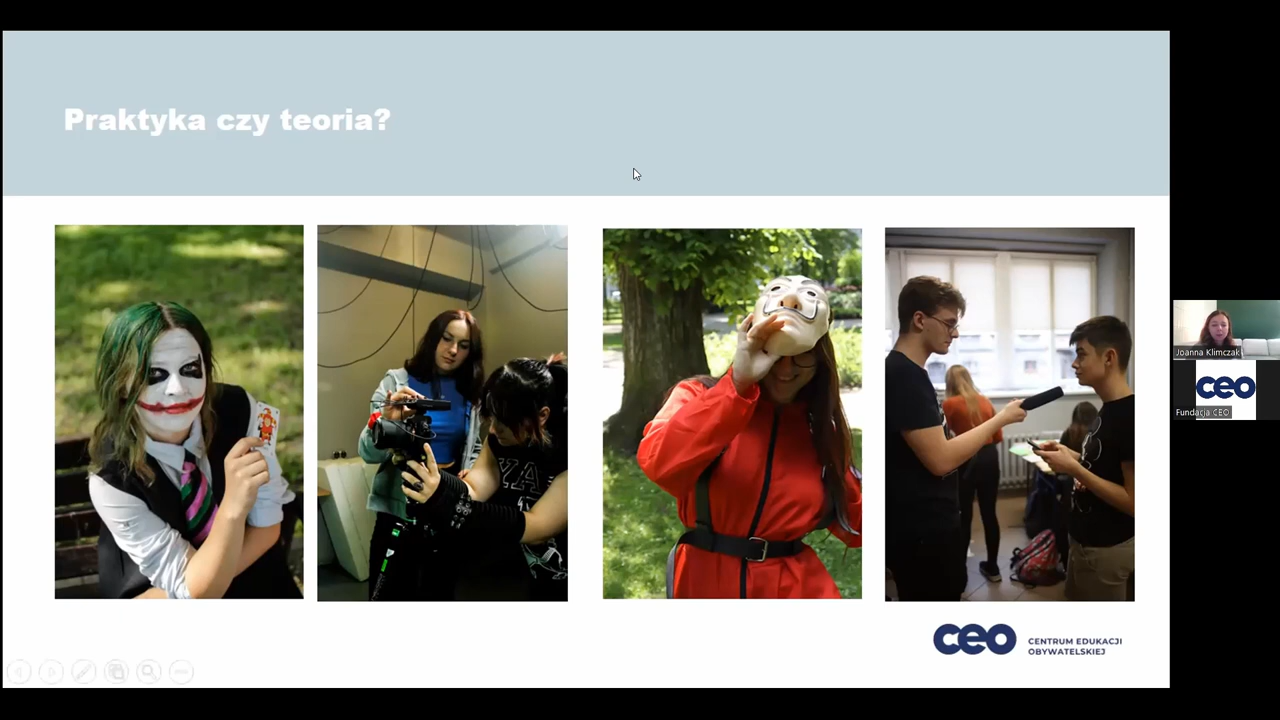 Praktyka czy teoria?
ceo
CENTRUM EDUKACJI
OBYWATELSKIEJ
Joanna Klimczak
ceo
Fundacja CEO